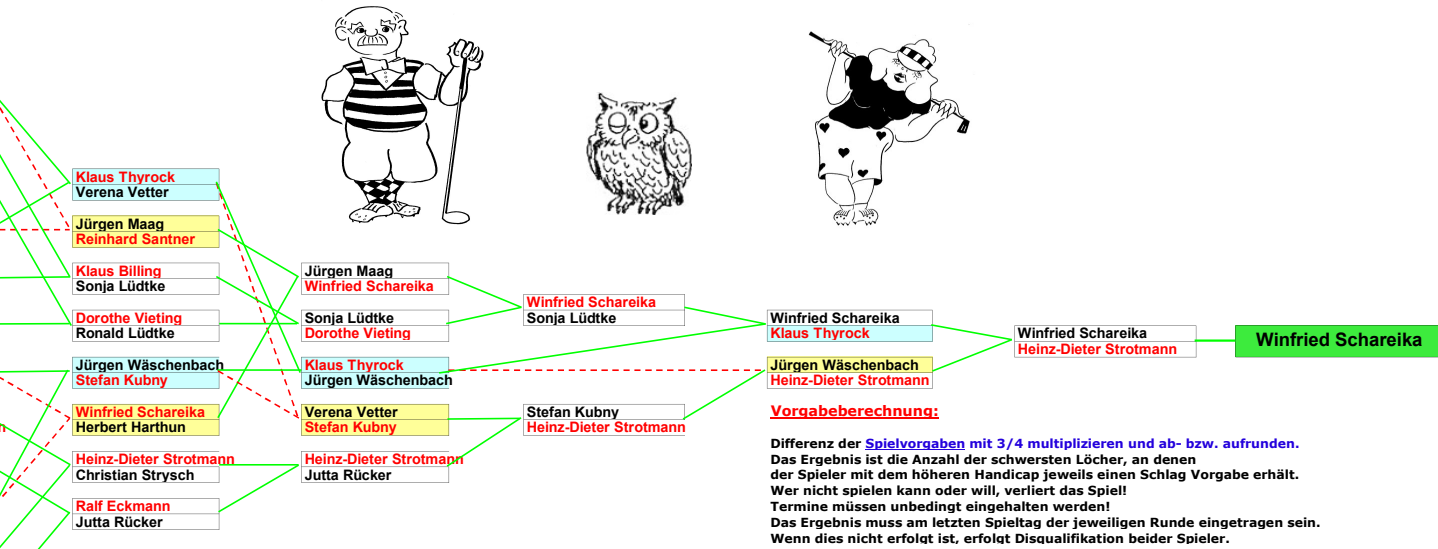 Klaus Thyrock
Verena Vetter
Jürgen Maag
Reinhard Santner
Klaus Billing
Sonja Lüdtke
Dorothe Vieting
Ronald Lüdtke
Jürgen Wäschenbach
Stefan Kubny
Winfried Schareika
Herbert Harthun
Heinz-Dieter Strotmann
Christian Strysch
Ralf Eckmann
Jutta Rücker
Jürgen Maag
Winfried Schareika
Sonja Lüdtke
Dorothe Vieting
Klaus Thyrock
Jürgen Wäschenbach
Verena Vetter
Stefan Kubny
Heinz-Dieter Strotmann
Jutta Rücker
Winfried Schareika
Sonja Lüdtke
Stefan Kubny
Heinz-Dieter Strotmann
Winfried Schareika
Klaus Thyrock
Jürgen Wäschenbach
Heinz-Dieter Strotmann
Winfried Schareika
Heinz-Dieter Strotmann
Winfried Schareika
Vorgabeberechnung:
Differenz der Spielvorgaben mit 3/4 multiplizieren und ab- bzw. aufrunden.
Das Ergebnis ist die Anzahl der schwersten Löcher, an denen
der Spieler mit dem höheren Handicap jeweils einen Schlag Vorgabe erhält.
Wer nicht spielen kann oder will, verliert das Spiel!
Termine müssen unbedingt eingehalten werden!
Das Ergebnis muss am letzten Spieltag der jeweiligen Runde eingetragen sein.
Wenn dies nicht erfolgt ist, erfolgt Disqualifikation beider Spieler.